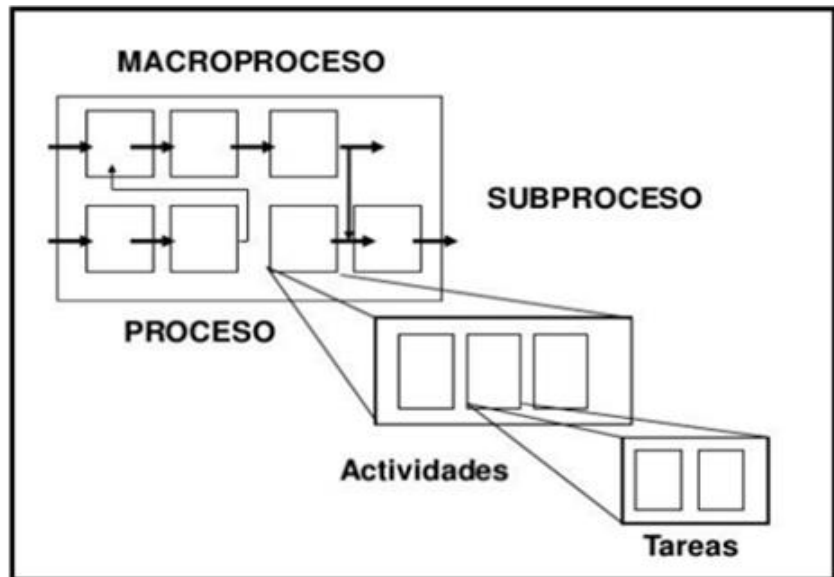 MACROPROCESO
SUBPROCESO
PROCESO
Actividades
Tareas